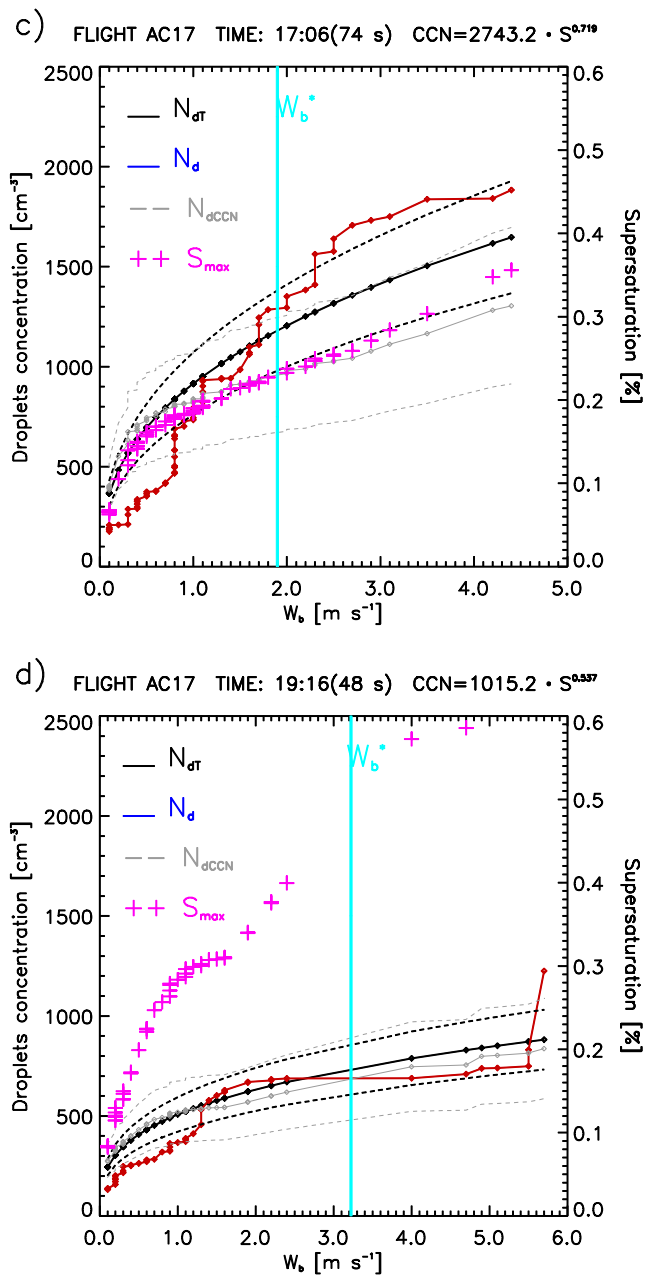 c) FLIGHT AC17 TIME: 17:06(74 s) CCN=2743.2 • S^0.719
2500
2000
1500
1000
500
0
Droplets concentration [cm⁻³]
N_dT
N_d
N_dCCN
S_max
W_b*
0.6
0.5
0.4
0.3
0.2
0.1
0.0
Supersaturation [%]
0.0 1.0 2.0 3.0 4.0 5.0
W_b [m s⁻¹]
d) FLIGHT AC17 TIME: 19:16(48 s) CCN=1015.2 • S^0.537
2500
2000
1500
1000
500
0
Droplets concentration [cm⁻³]
N_dT
N_d
N_dCCN
S_max
W_b*
0.6
0.5
0.4
0.3
0.2
0.1
0.0
Supersaturation [%]
0.0 1.0 2.0 3.0 4.0 5.0 6.0
W_b [m s⁻¹]